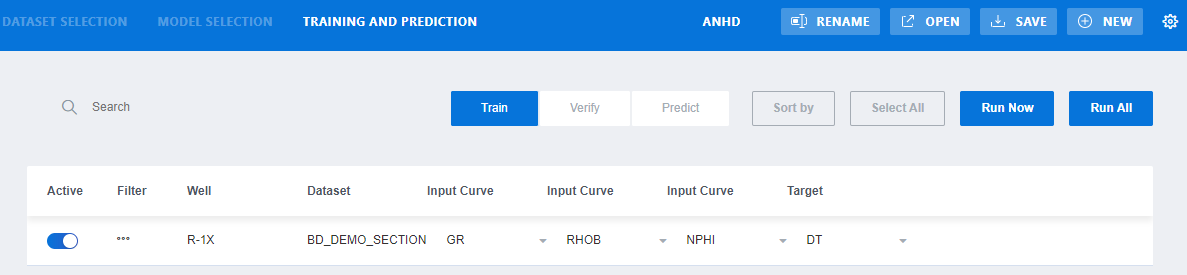 DATASET SELECTION MODEL SELECTION TRAINING AND PREDICTION ANHD RENAME OPEN SAVE NEW
Search Train Verify Predict Sort by Select All Run Now Run All
Active Filter Well Dataset Input Curve Input Curve Input Curve Target
R-1X BD_DEMO_SECTION GR RHOB NPHI DT